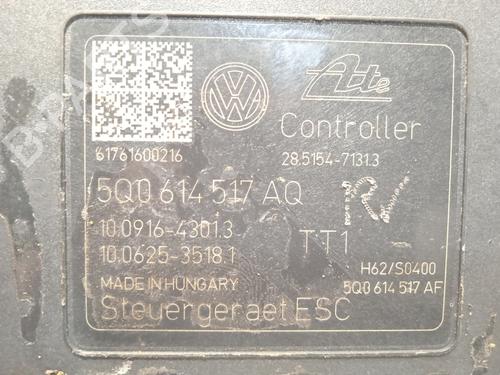 Ate
Controller
61761600216
28.5154-7131.3
5Q0 614 517 AQ
10.0916-4301.3
TT1
10.0625-3518.1
H62/S0400
MADE IN HUNGARY
5Q0 614 517 AF
Steuergeraet ESC